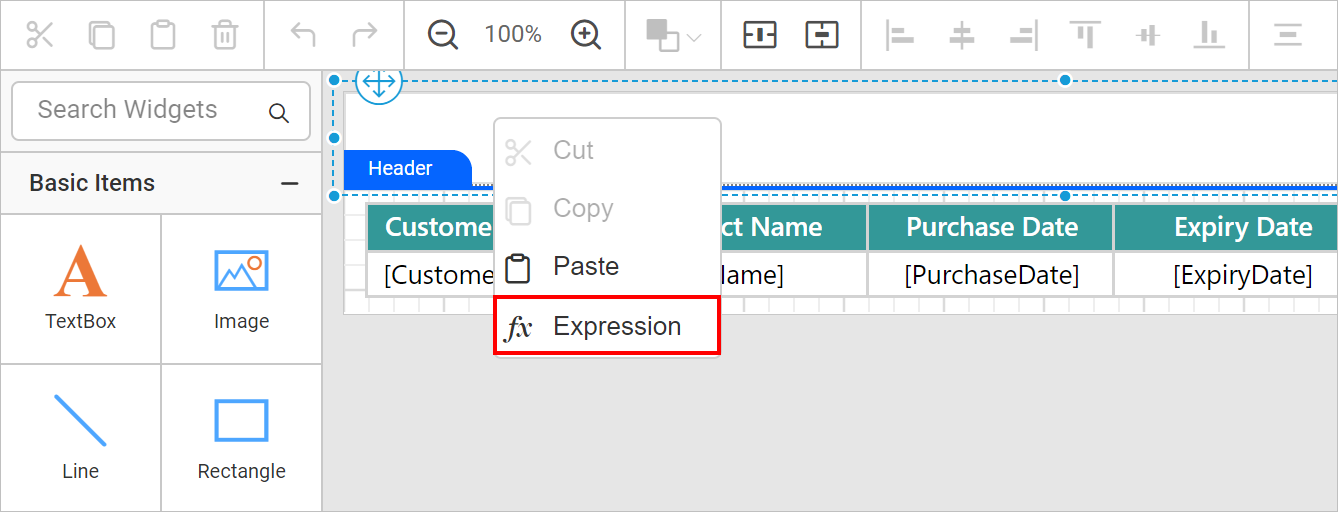 100%
Search Widgets
Basic Items
TextBox
Image
Line
Rectangle
Header
Cut
Copy
Paste
fx Expression
Custome ct Name Purchase Date Expiry Date
[Custome lame] [PurchaseDate] [ExpiryDate]